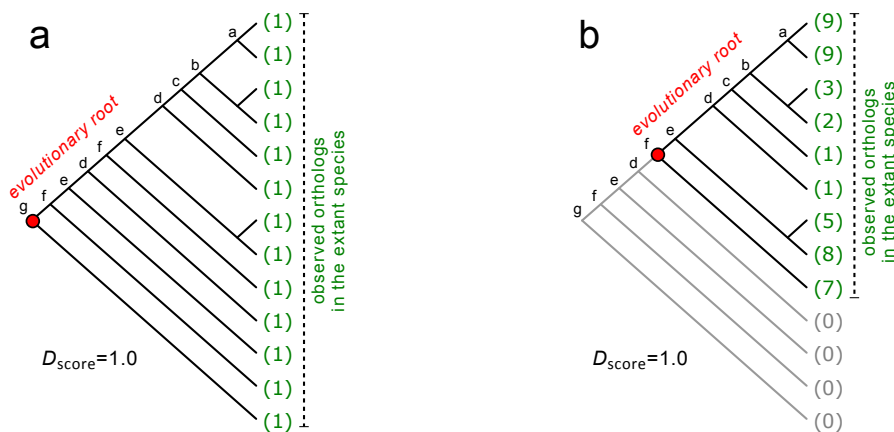 a
evolutionary root
a
b
c
d
e
f
d
e
f
g
(1)
(1)
(1)
(1)
(1)
(1)
(1)
(1)
(1)
(1)
(1)
(1)
(1)
observed orthologs
in the extant species
Dscore=1.0
b
evolutionary root
a
b
c
d
e
f
d
e
f
g
(9)
(9)
(3)
(2)
(1)
(1)
(5)
(8)
(7)
(0)
(0)
(0)
(0)
observed orthologs
in the extant species
Dscore=1.0